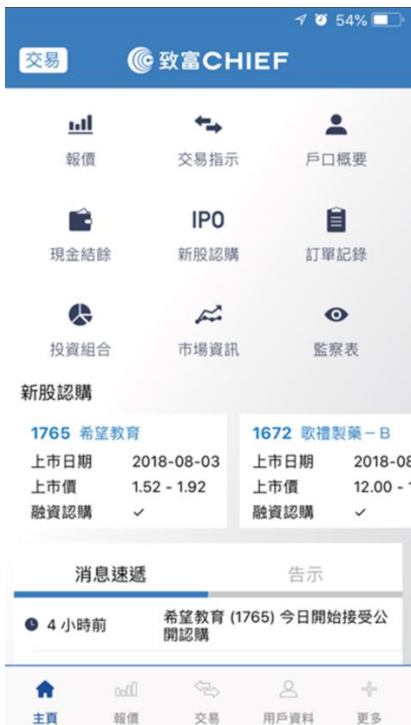 54%
交易
致富CHIEF
報價
交易指示
戶口概要
IPO
現金結餘
新股認購
訂單記錄
投資組合
市場資訊
監察表
新股認購
1765 希望教育
上市日期 2018-08-03
上市價 1.52 - 1.92
融資認購 ✓
1672 歌禮製藥－B
上市日期 2018-08
上市價 12.00 -
融資認購 ✓
消息速遞
告示
4 小時前
希望教育 (1765) 今日開始接受公
開認購
主頁
報價
交易
用戶資料
更多